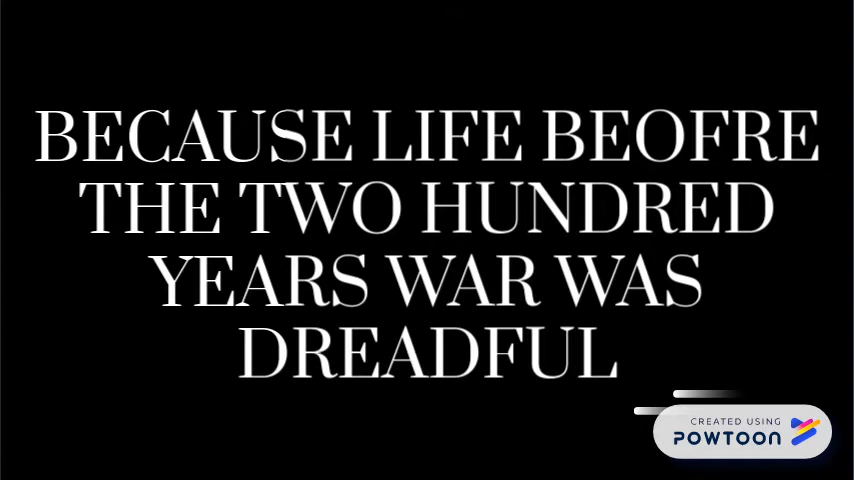 BECAUSE LIFE BEOFRE
THE TWO HUNDRED
YEARS WAR WAS
DREADFUL
CREATED USING
POWTOON